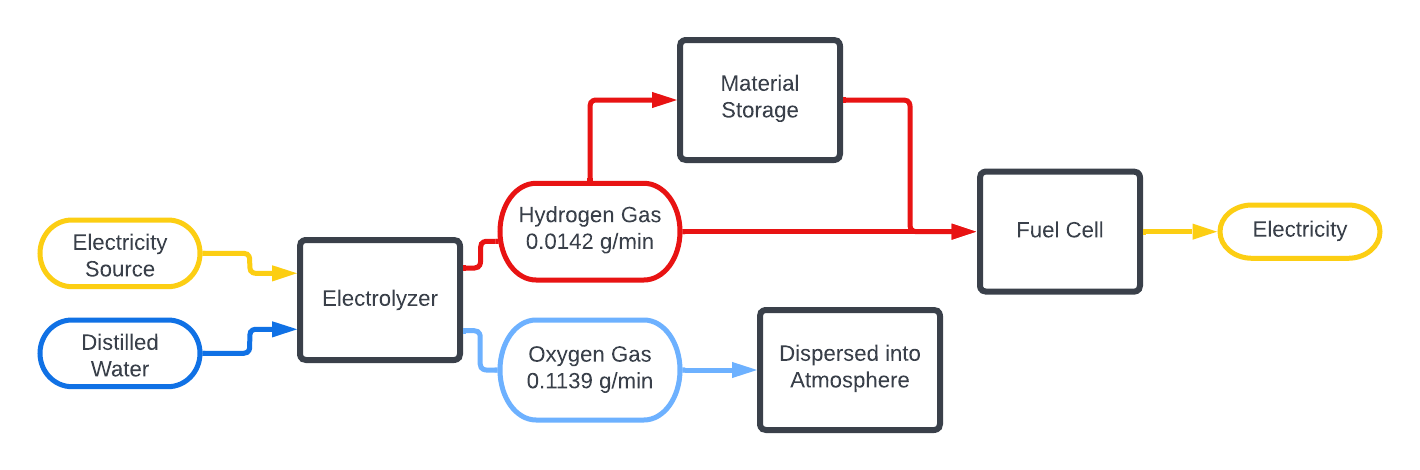 Material
Storage
Hydrogen Gas
0.0142 g/min
Fuel Cell
Electricity
Electricity
Source
Electrolyzer
Distilled
Water
Oxygen Gas
0.1139 g/min
Dispersed into
Atmosphere